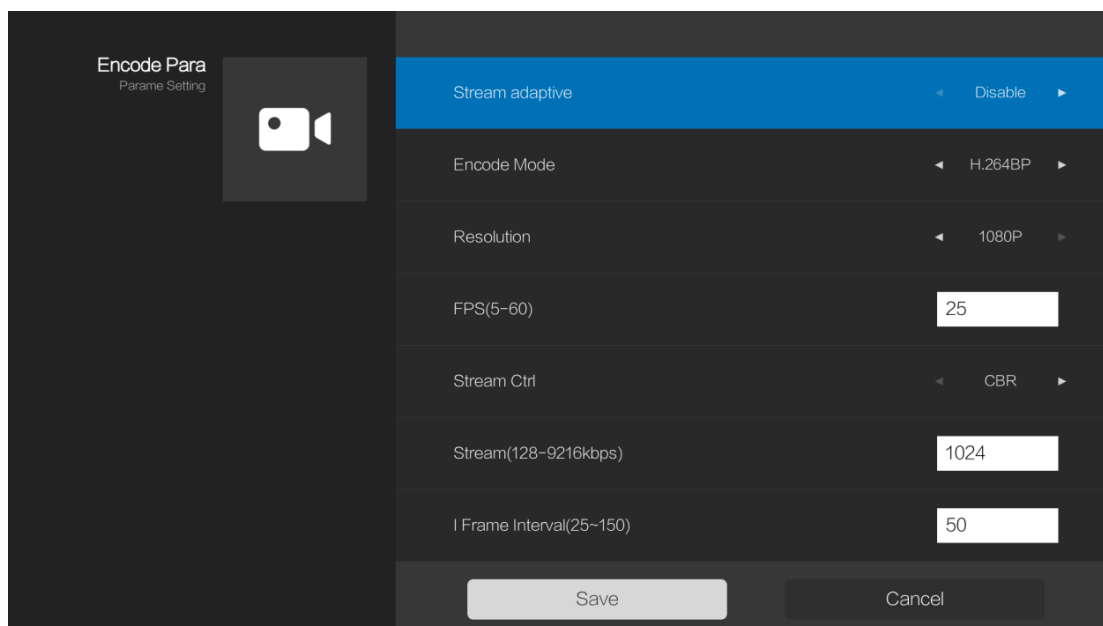 Encode Para
Parame Setting
Stream adaptive Disable
Encode Mode H.264BP
Resolution 1080P
FPS(5-60) 25
Stream Ctrl CBR
Stream(128-9216kbps) 1024
I Frame Interval(25~150) 50
Save Cancel